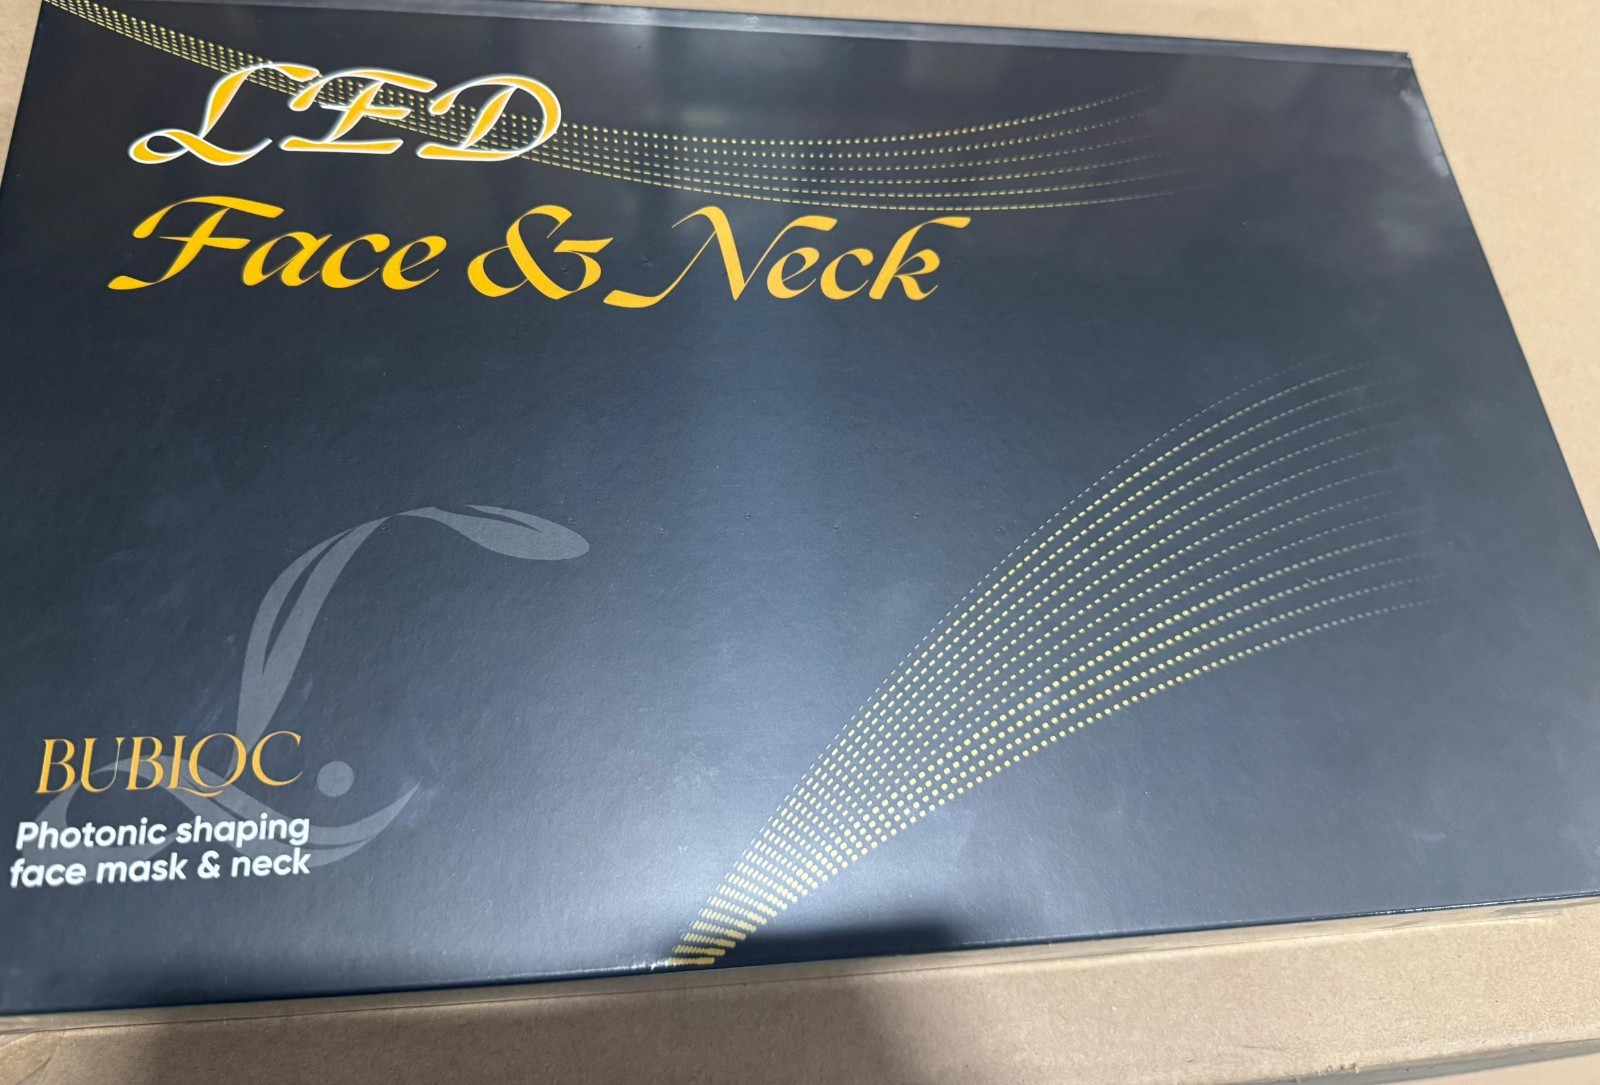 LED
Face & Neck
BUBLOC
Photonic shaping
face mask & neck